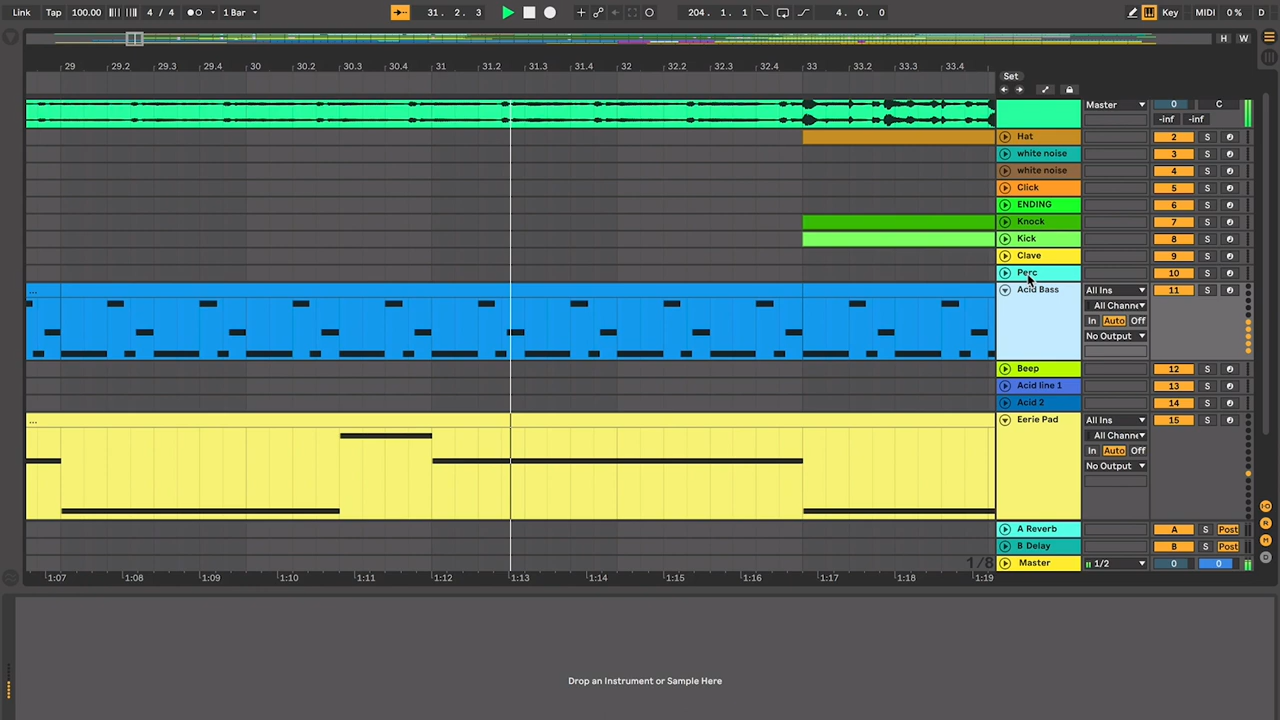 Link Tap 100.00 4 / 4 1 Bar 31. 2. 3 204. 1. 1 4. 0. 0 Key MIDI 0 % D
H W
29 29.2 29.3 29.4 30 30.2 30.3 30.4 31 31.2 31.3 31.4 32 32.2 32.3 32.4 33 33.2 33.3 33.4
Set
Master 0 C
-inf -inf
Hat 2 S
white noise 3 S
white noise 4 S
Click 5 S
ENDING 6 S
Knock 7 S
Kick 8 S
Clave 9 S
Perc 10 S
... Acid Bass All Ins 11 S
All Channe
In Auto Off
No Output
Beep 12 S
Acid line 1 13 S
Acid 2 14 S
... Eerie Pad All Ins 15 S
All Channe
In Auto Off
No Output
A Reverb A S Post
B Delay B S Post
1/8 Master 1/2 0 0
1:07 1:08 1:09 1:10 1:11 1:12 1:13 1:14 1:15 1:16 1:17 1:18 1:19
Drop an Instrument or Sample Here